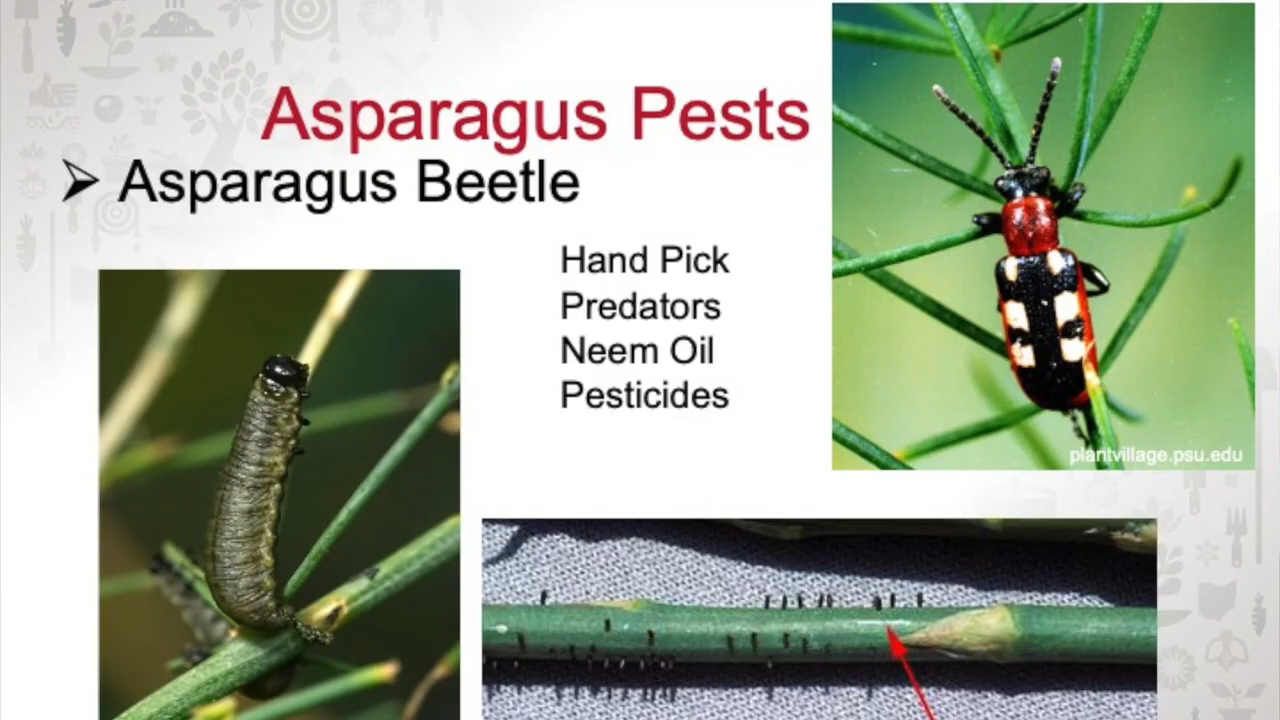 Asparagus Pests
➢ Asparagus Beetle
Hand Pick
Predators
Neem Oil
Pesticides
plantvillage.psu.edu